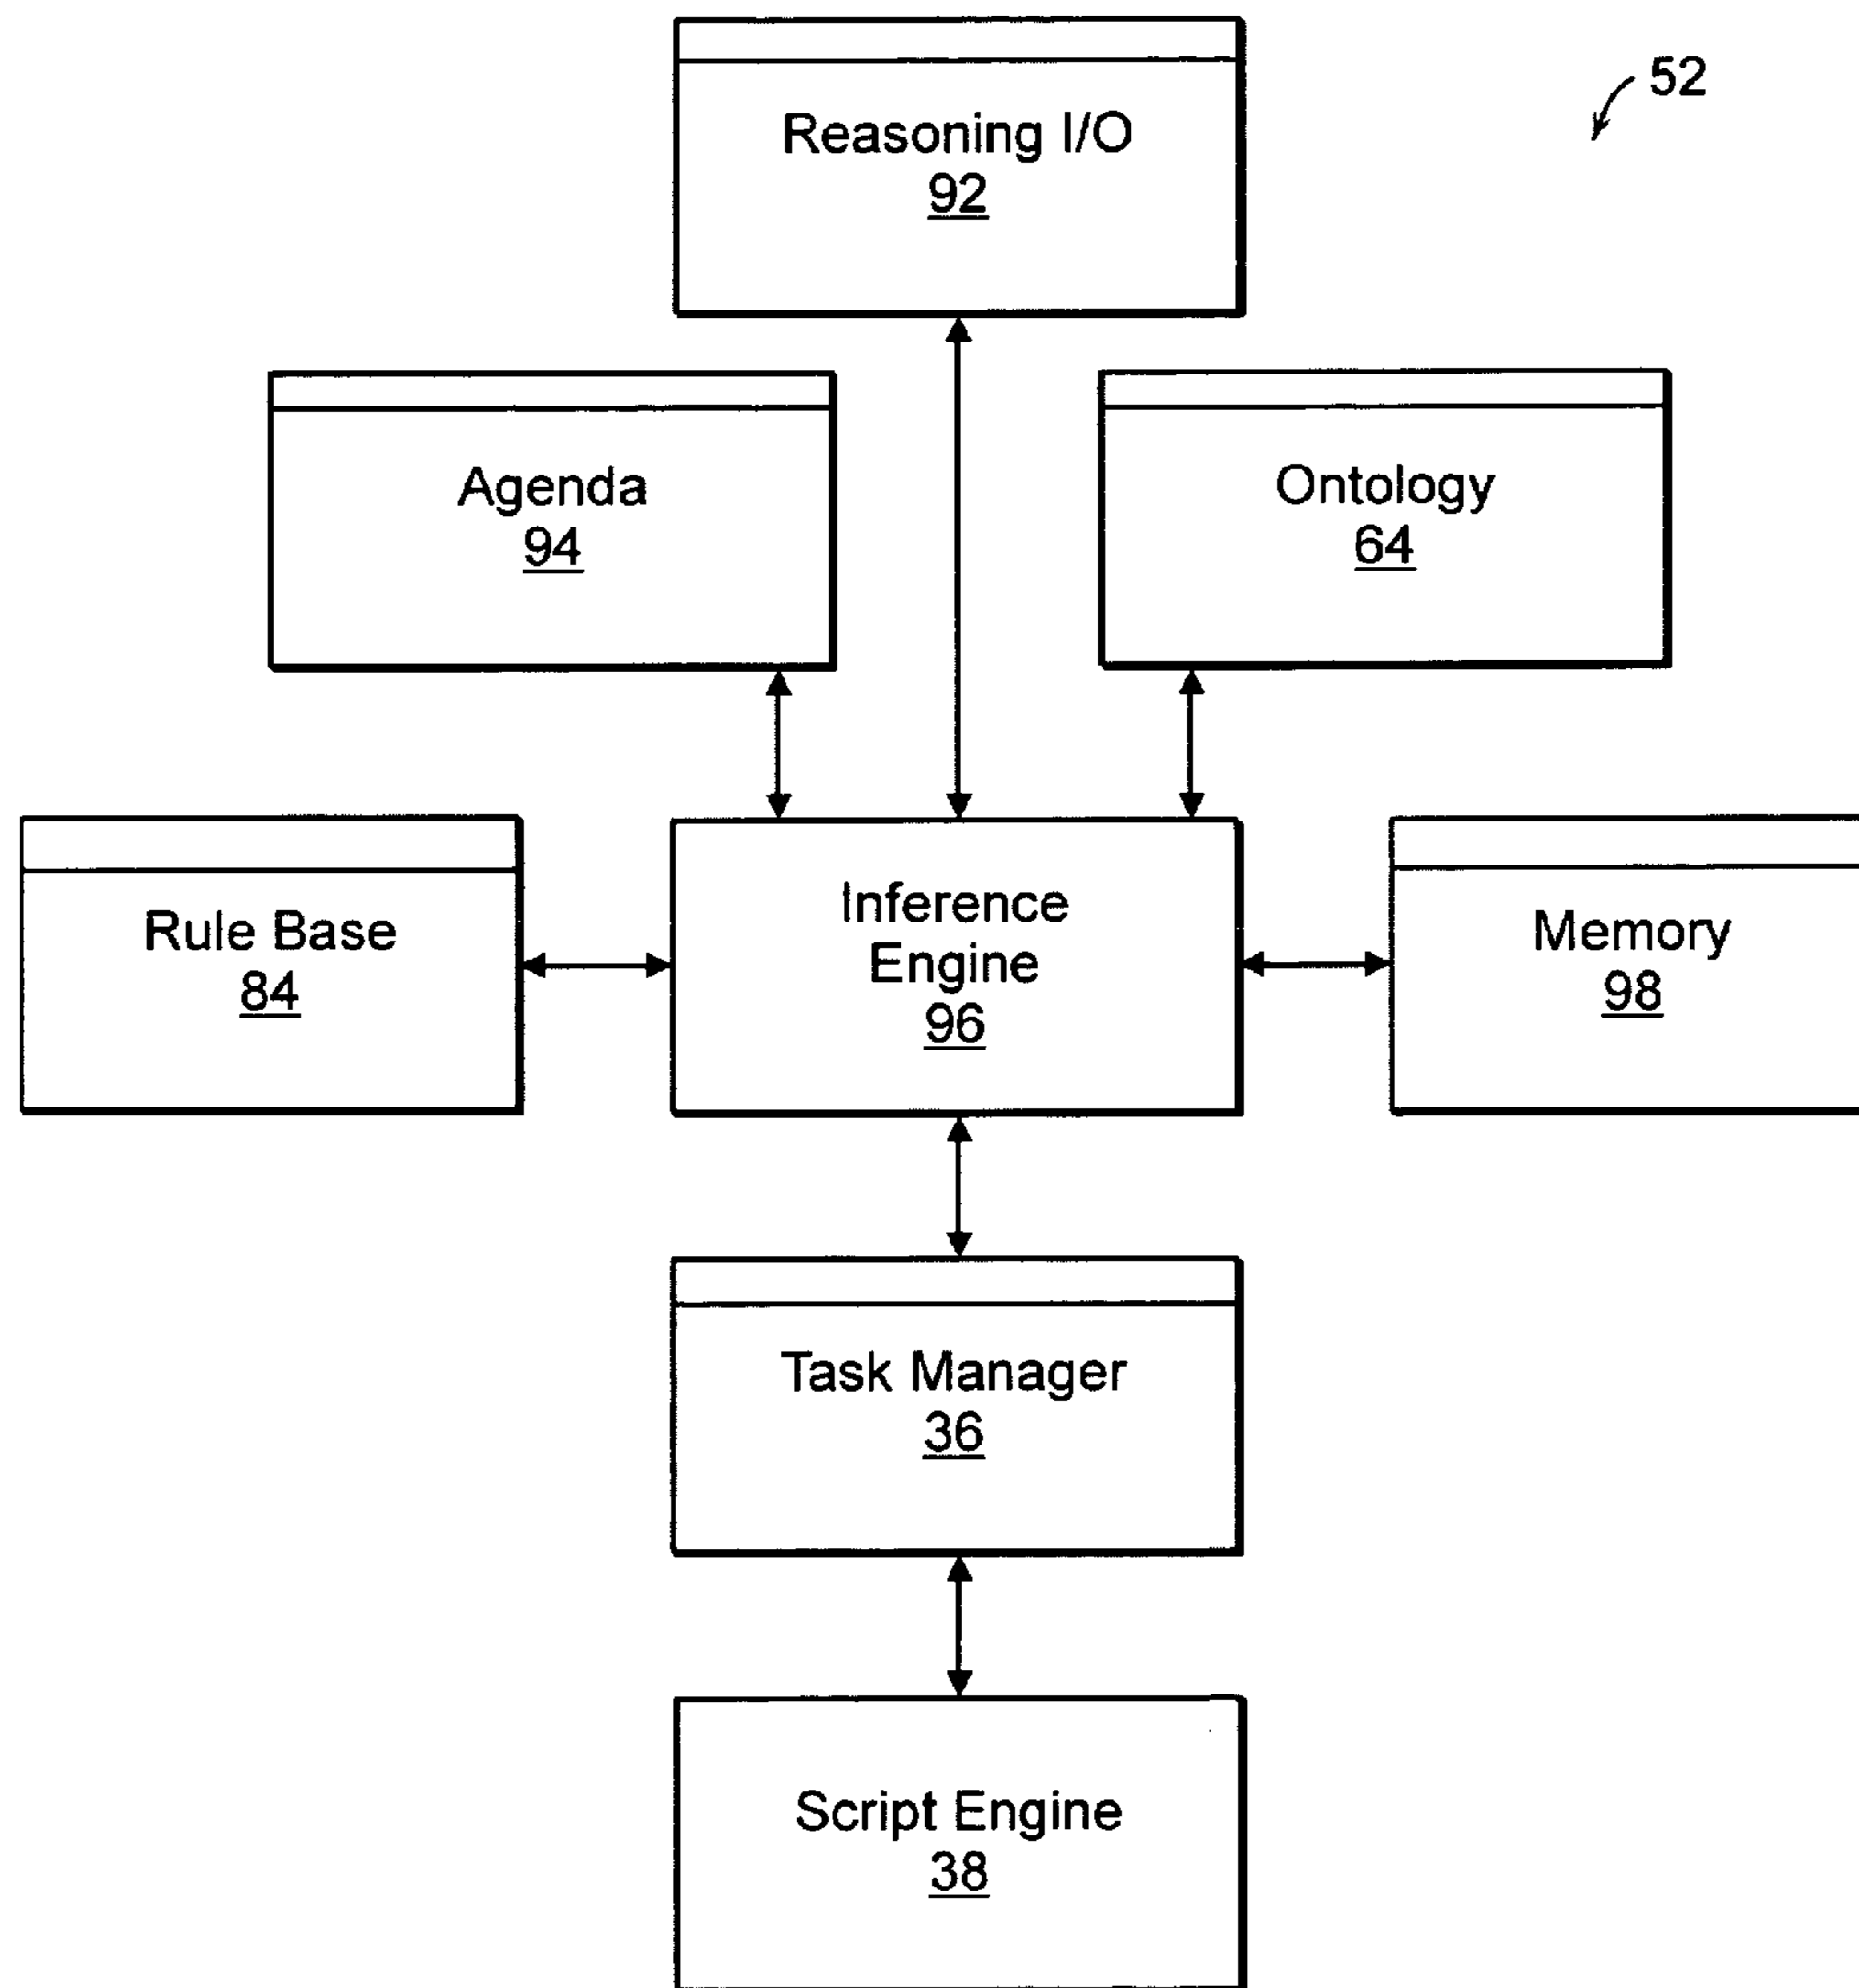 52
Reasoning I/O
92
Agenda
94
Ontology
64
Rule Base
84
Inference
Engine
96
Memory
98
Task Manager
36
Script Engine
38